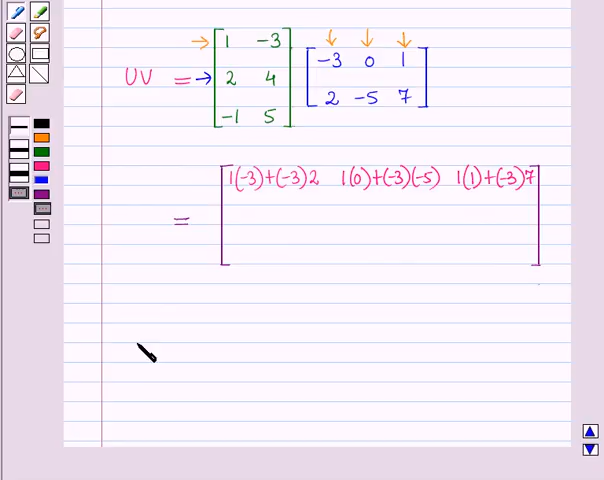 UV = → [1 -3; → 2 4; -1 5] [↓ -3 ↓ 0 ↓ 1; 2 -5 7]
= [1(-3)+(-3)2 1(0)+(-3)(-5) 1(1)+(-3)7]